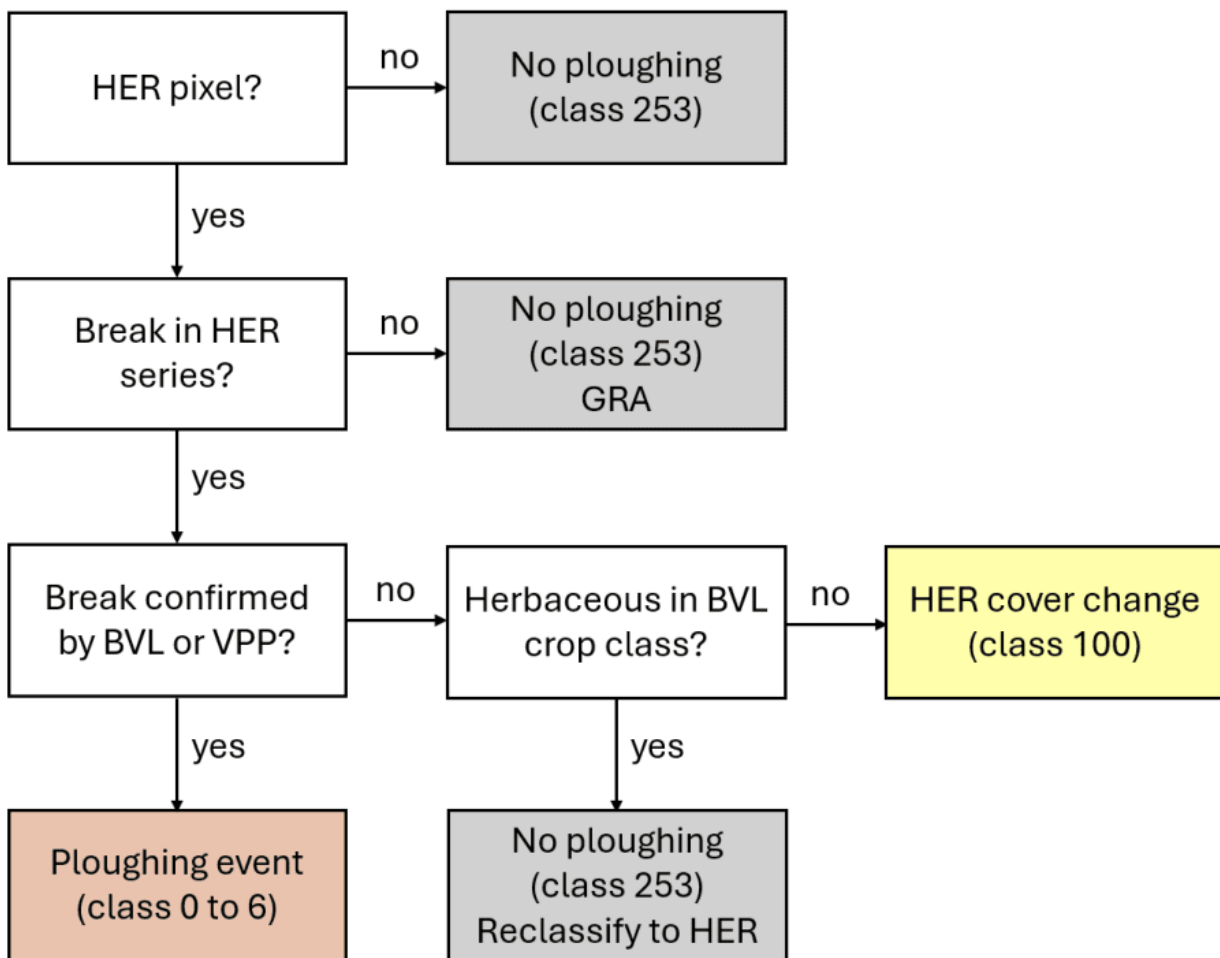 HER pixel?
no
No ploughing
(class 253)
yes
Break in HER
series?
no
No ploughing
(class 253)
GRA
yes
Break confirmed
by BVL or VPP?
no
Herbaceous in BVL
crop class?
no
HER cover change
(class 100)
yes
yes
Ploughing event
(class 0 to 6)
No ploughing
(class 253)
Reclassify to HER